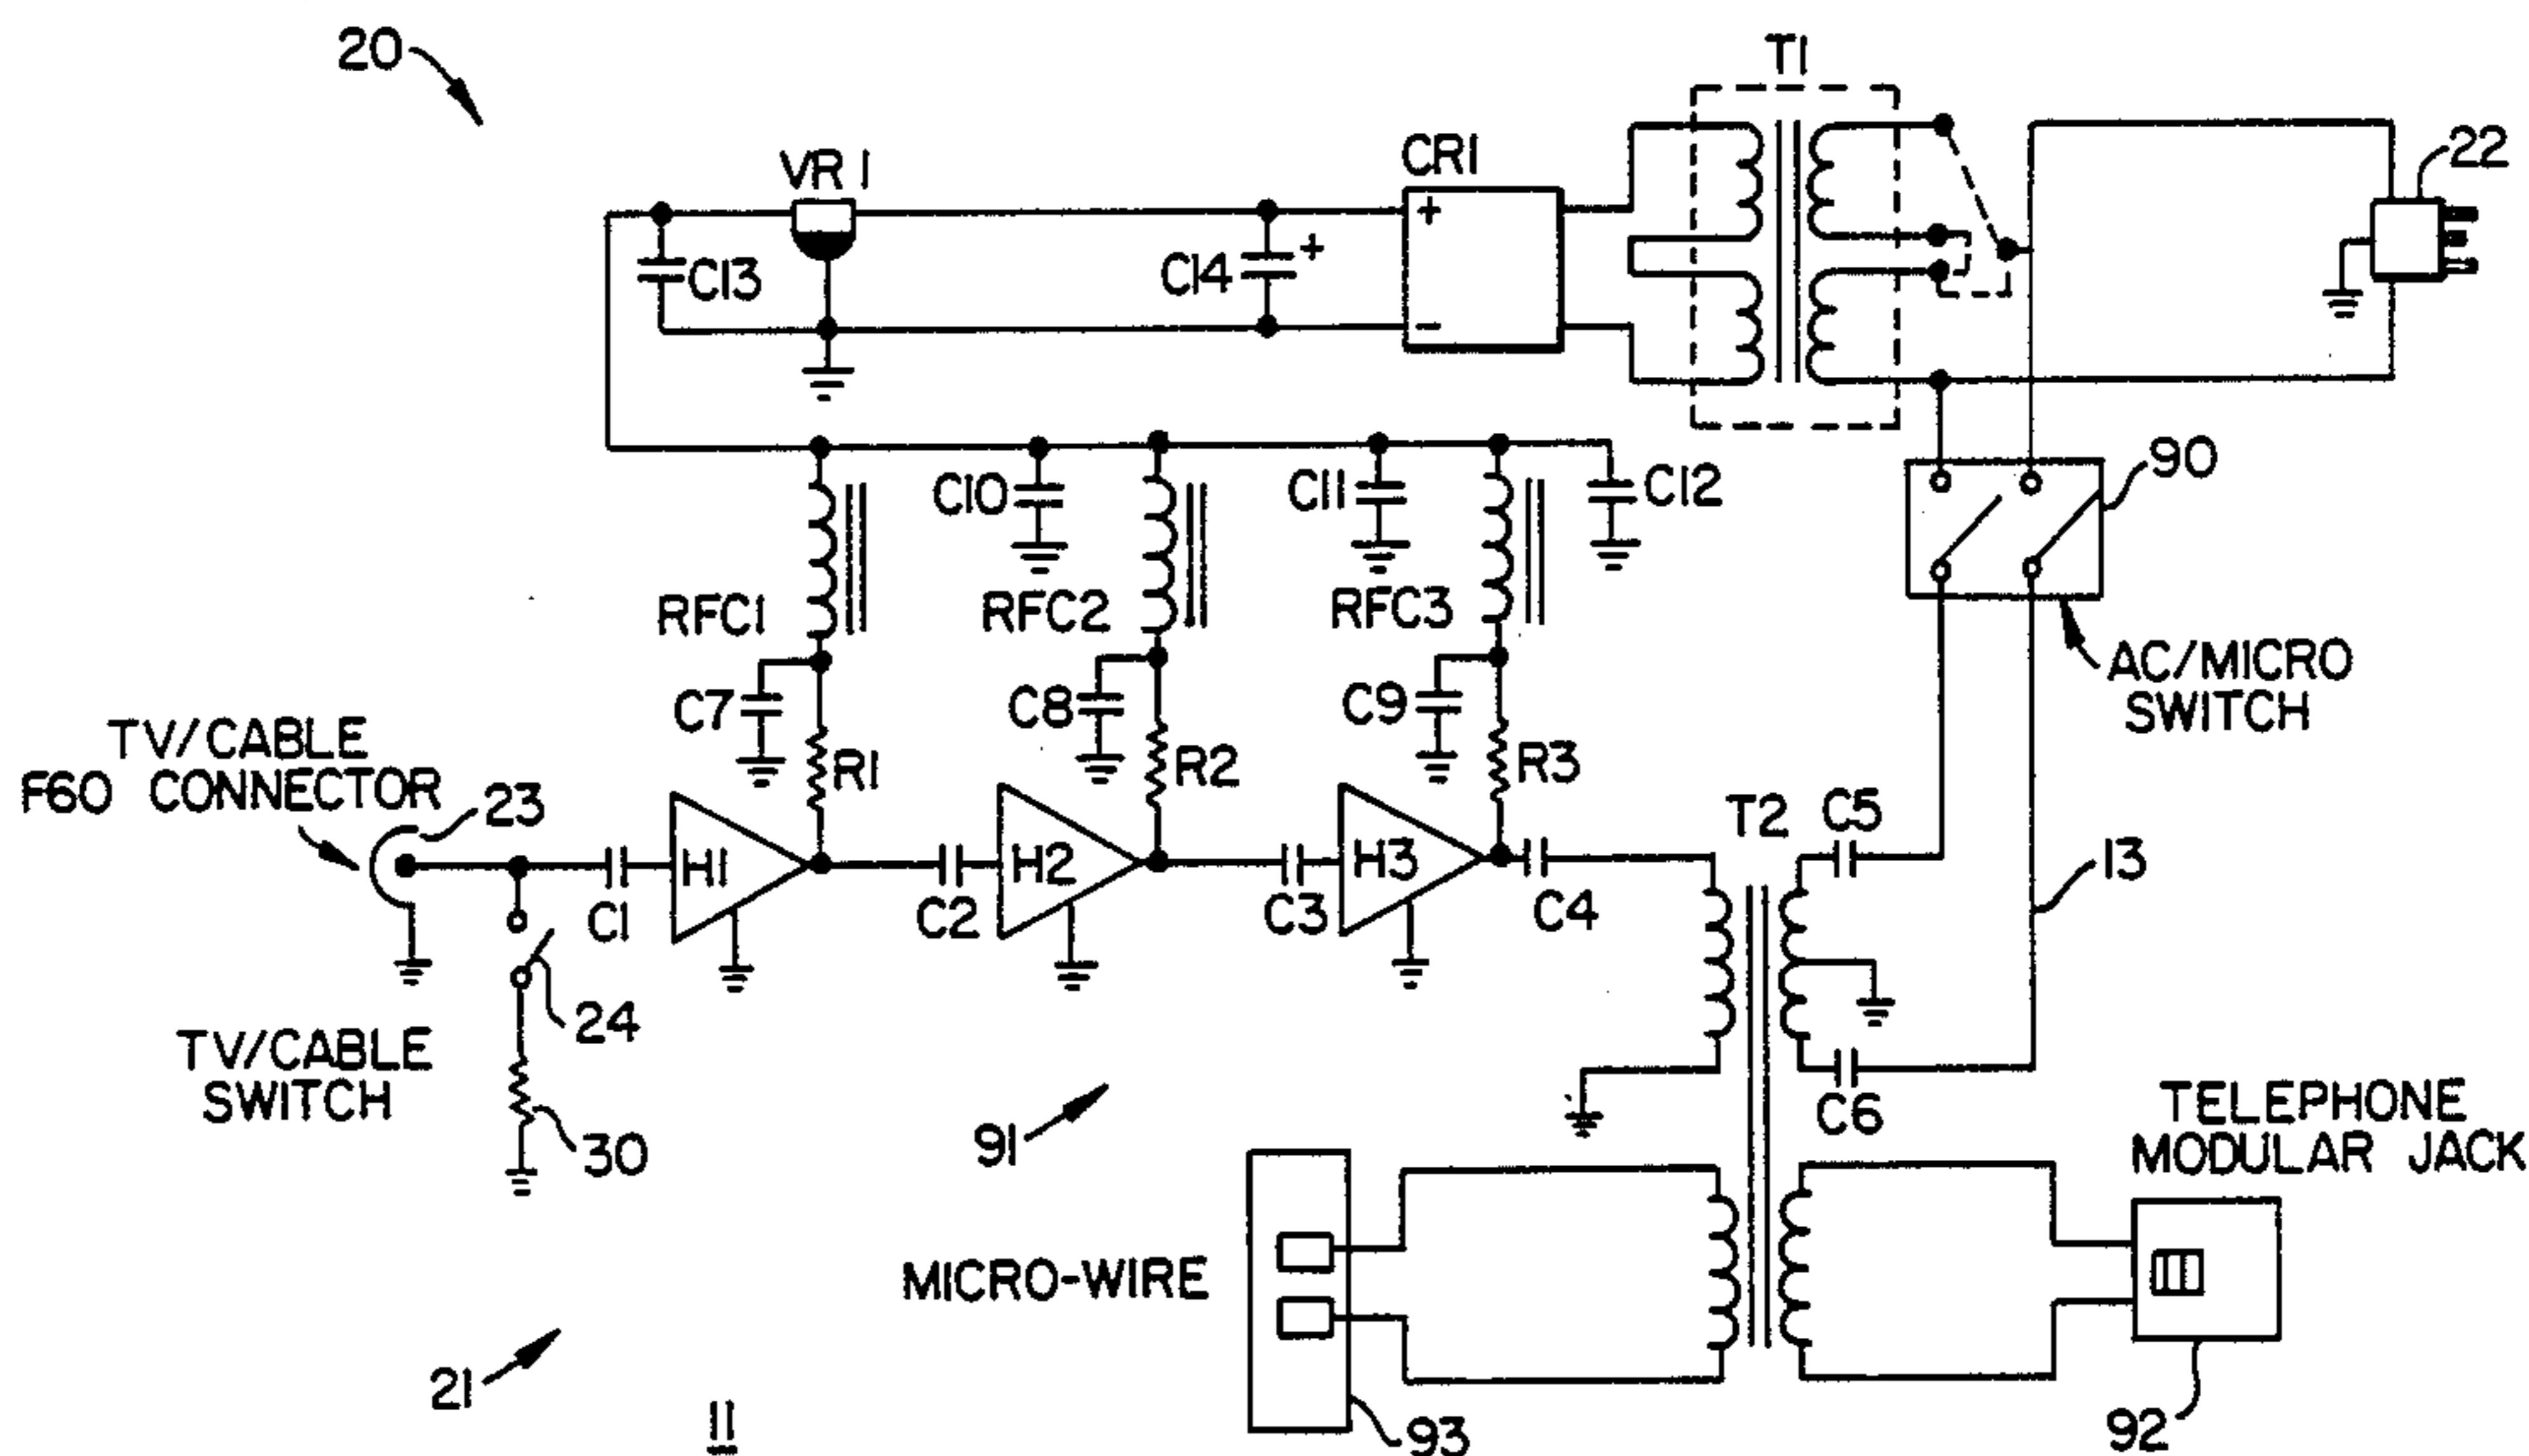 20
T1
VR 1
CR1
22
+
C13
C14
+
-
90
C10
C11
C12
RFC1
RFC2
RFC3
AC/MICRO
SWITCH
C7
C8
C9
TV/CABLE
F60 CONNECTOR
23
R1
R2
R3
T2
C5
H1
H2
H3
13
C1
C2
C3
C4
24
TV/CABLE
SWITCH
30
91
C6
TELEPHONE
MODULAR JACK
MICRO-WIRE
21
11
93
92